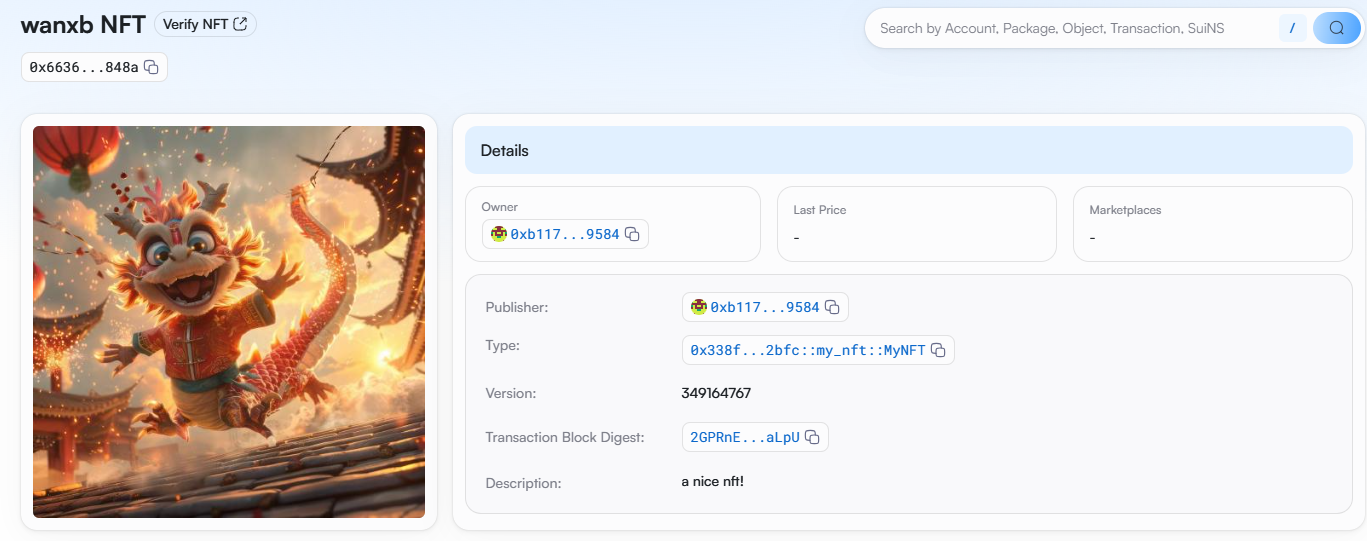 wanxb NFT
Verify NFT
Search by Account, Package, Object, Transaction, SuiNS
/
0x6636...848a
Details
Owner
0xb117...9584
Last Price
-
Marketplaces
-
Publisher:
0xb117...9584
Type:
0x338f...2bfc::my_nft::MyNFT
Version:
349164767
Transaction Block Digest:
2GPRnE...aLpU
Description:
a nice nft!